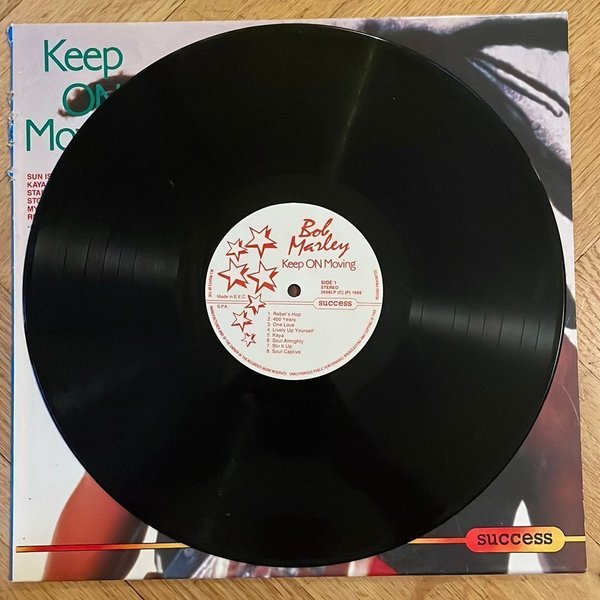 Keep
ON
Mo
SUN IS
KAYA
STA
STO
MY
R
Bob
Marley
Keep ON Moving
SIDE 1
STEREO
2058LP (C) (P) 1989
Made in E.E.C
success
S.P.A.
1 Rebel's Hop
2 400 Years
3 One Love
4 Lively Up Yourself
5 Kaya
6 Soul Almighty
7 Stir It Up
8 Soul Captive
success